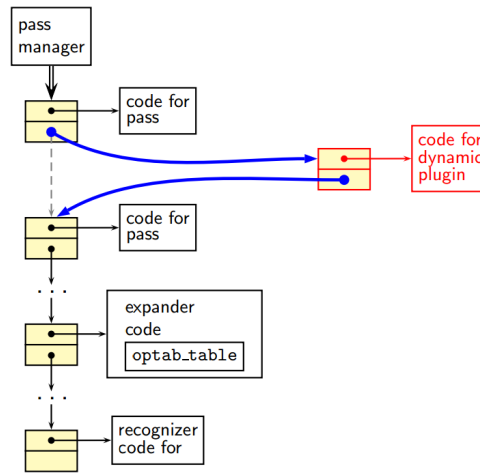 pass
manager
code for
pass
code for
dynamic
plugin
code for
pass
. . .
expander
code
optab_table
. . .
recognizer
code for